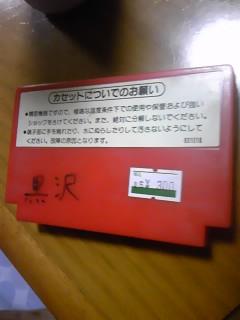 カセットについてのお願い
●精密機器ですので、極端な温度条件下での使用や保管および強い
ショックをさけてください。また、絶対に分解しないでください。
●端子部に手を触れたり、水にぬらしたりして汚さないようにして
ください。故障の原因となります。
黒沢
¥ 300